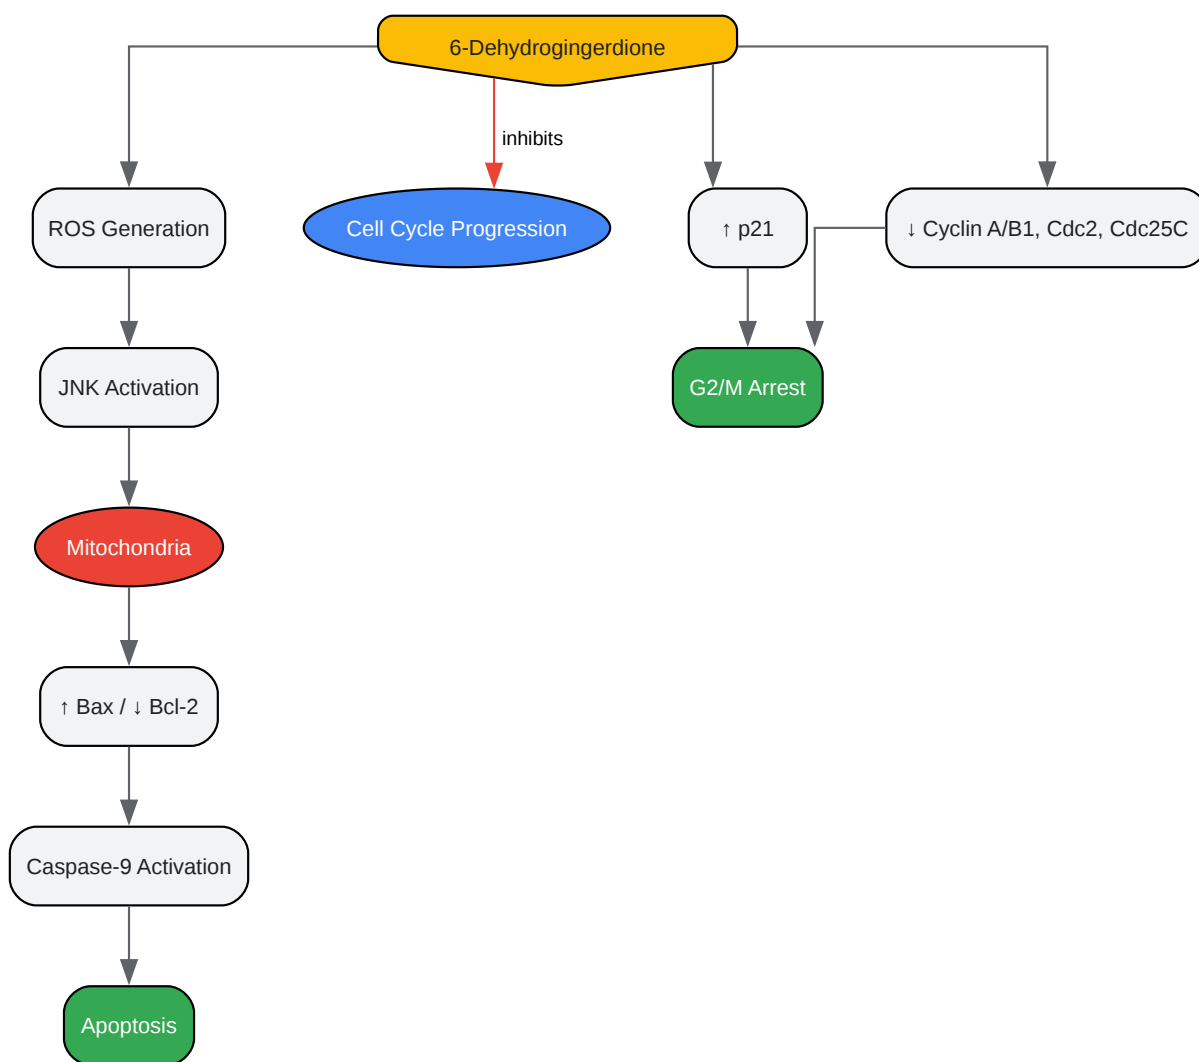 6-Dehydrogingerdione
inhibits
ROS Generation
Cell Cycle Progression
↑ p21
↓ Cyclin A/B1, Cdc2, Cdc25C
JNK Activation
G2/M Arrest
Mitochondria
↑ Bax / ↓ Bcl-2
Caspase-9 Activation
Apoptosis